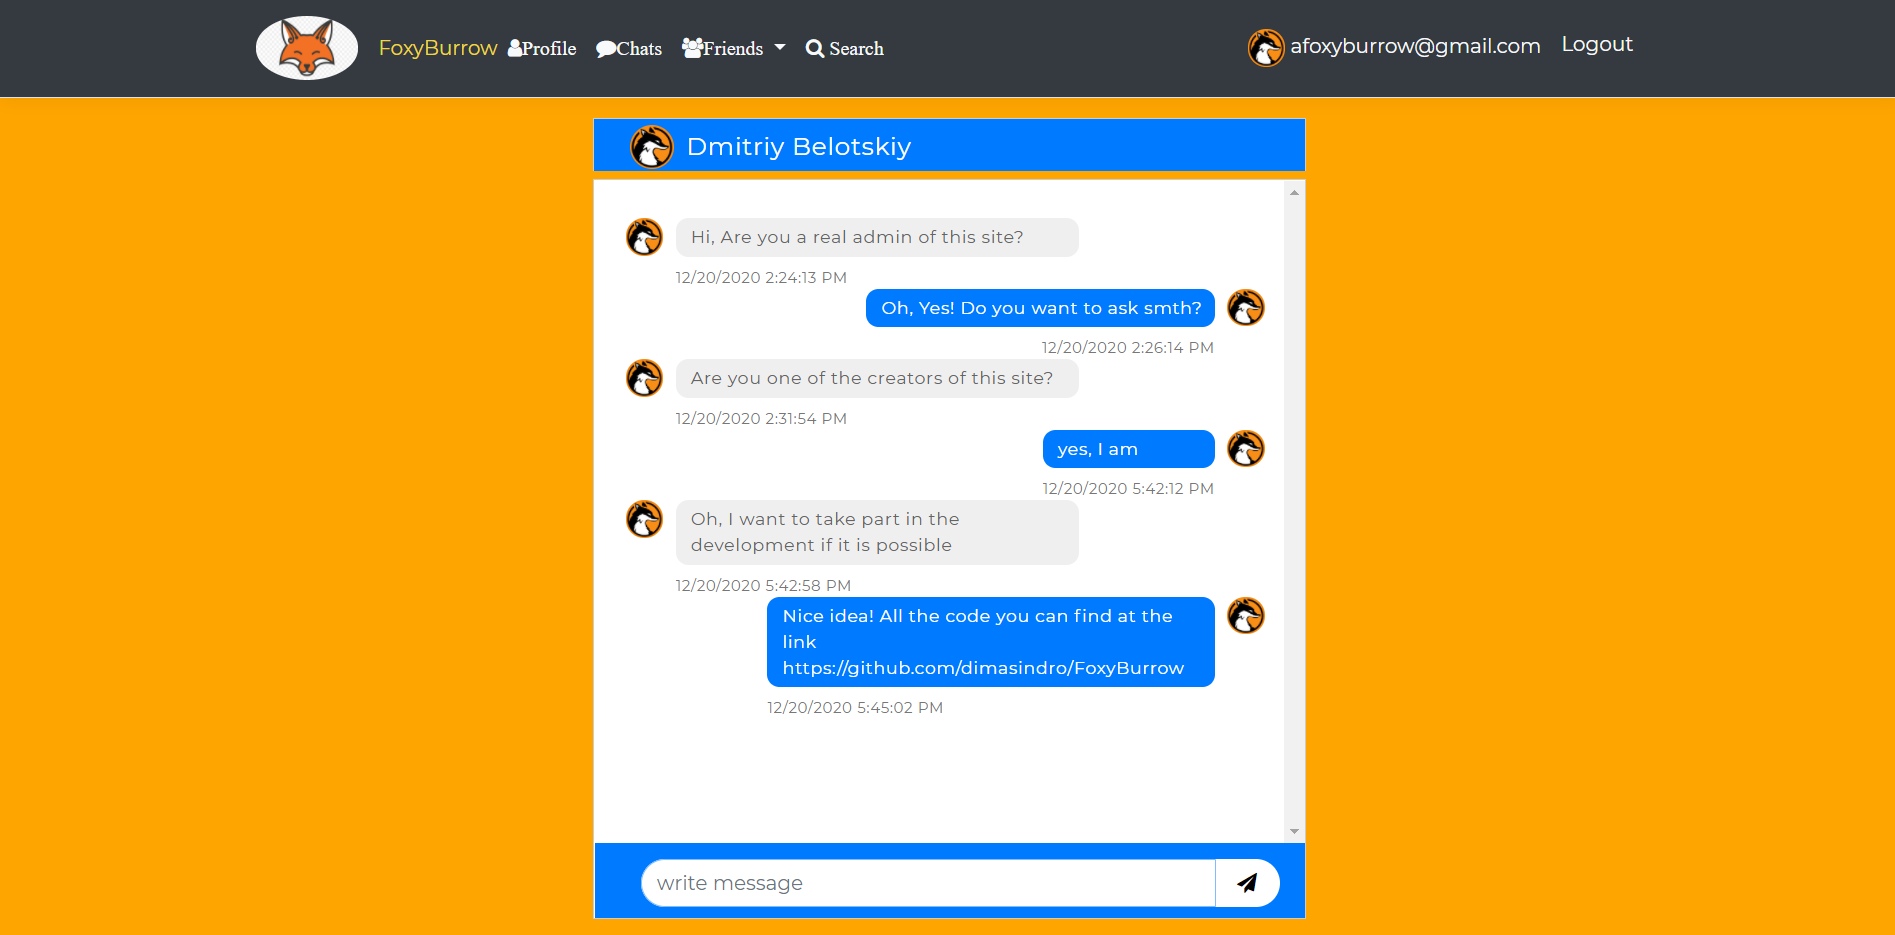 FoxyBurrow Profile Chats Friends Search afoxyburrow@gmail.com Logout
Dmitriy Belotskiy
Hi, Are you a real admin of this site?
12/20/2020 2:24:13 PM
Oh, Yes! Do you want to ask smth?
12/20/2020 2:26:14 PM
Are you one of the creators of this site?
12/20/2020 2:31:54 PM
yes, I am
12/20/2020 5:42:12 PM
Oh, I want to take part in the
development if it is possible
12/20/2020 5:42:58 PM
Nice idea! All the code you can find at the
link
https://github.com/dimasindro/FoxyBurrow
12/20/2020 5:45:02 PM
write message